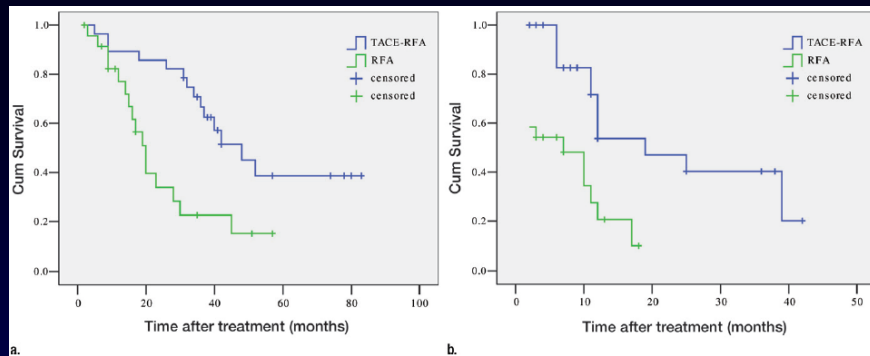 1.0
0.8
0.6
0.4
0.2
0.0
Cum Survival
TACE-RFA
RFA
censored
censored
0 20 40 60 80 100
Time after treatment (months)
a.
1.0
0.8
0.6
0.4
0.2
0.0
Cum Survival
TACE-RFA
RFA
censored
censored
0 10 20 30 40 50
Time after treatment (months)
b.